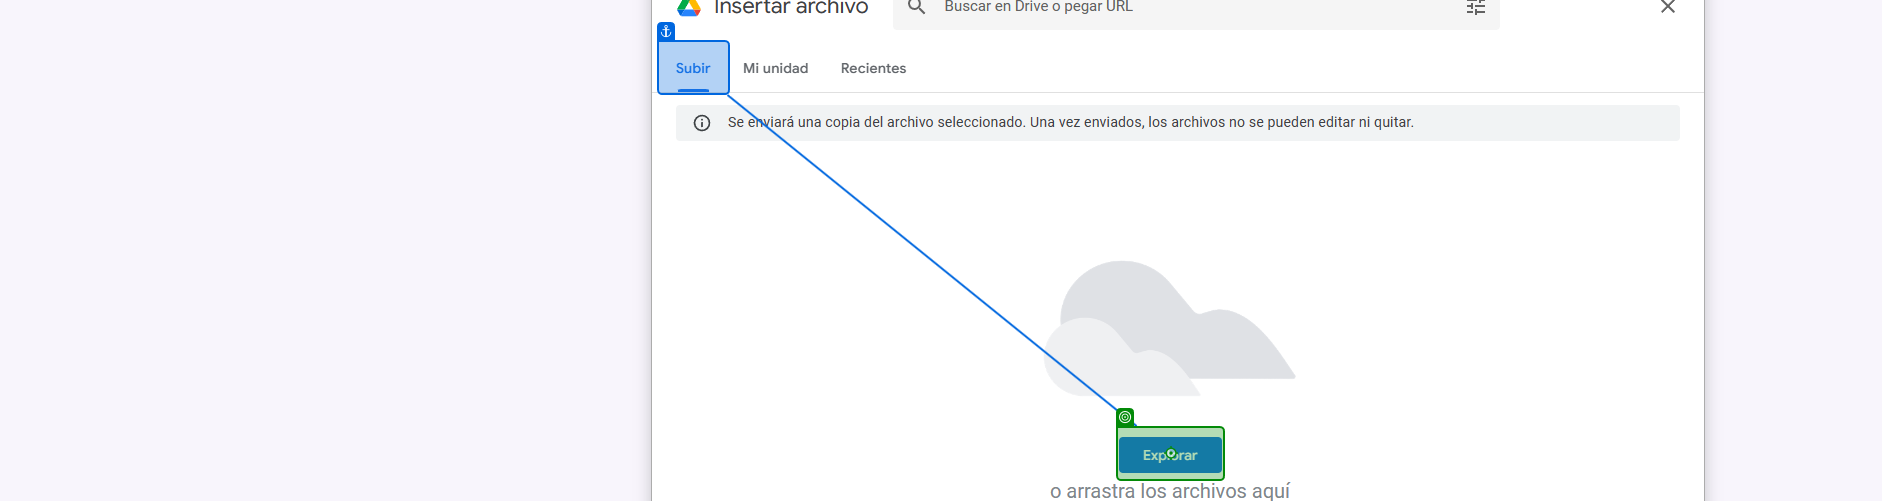 Insertar archivo
Buscar en Drive o pegar URL
Subir
Mi unidad
Recientes
Se enviará una copia del archivo seleccionado. Una vez enviados, los archivos no se pueden editar ni quitar.
Explorar
o arrastra los archivos aquí